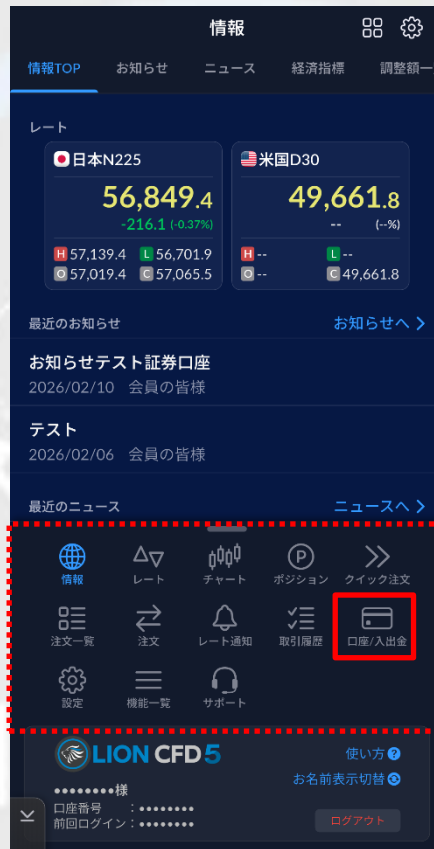 情報
情報TOP お知らせ ニュース 経済指標 調整額一
レート
日本N225 米国D30
56,849.4 49,661.8
-216.1 (-0.37%) -- (--%)
H 57,139.4 L 56,701.9 H -- L --
O 57,019.4 C 57,065.5 O -- C 49,661.8
最近のお知らせ お知らせへ
お知らせテスト証券口座
2026/02/10 会員の皆様
テスト
2026/02/06 会員の皆様
最近のニュース ニュースへ
情報 レート チャート ポジション クイック注文
注文一覧 注文 レート通知 取引履歴 口座/入出金
設定 機能一覧 サポート
LION CFD 5 使い方?
お名前表示切替
••••••••様
口座番号 :••••••••
前回ログイン:•••••••• ログアウト